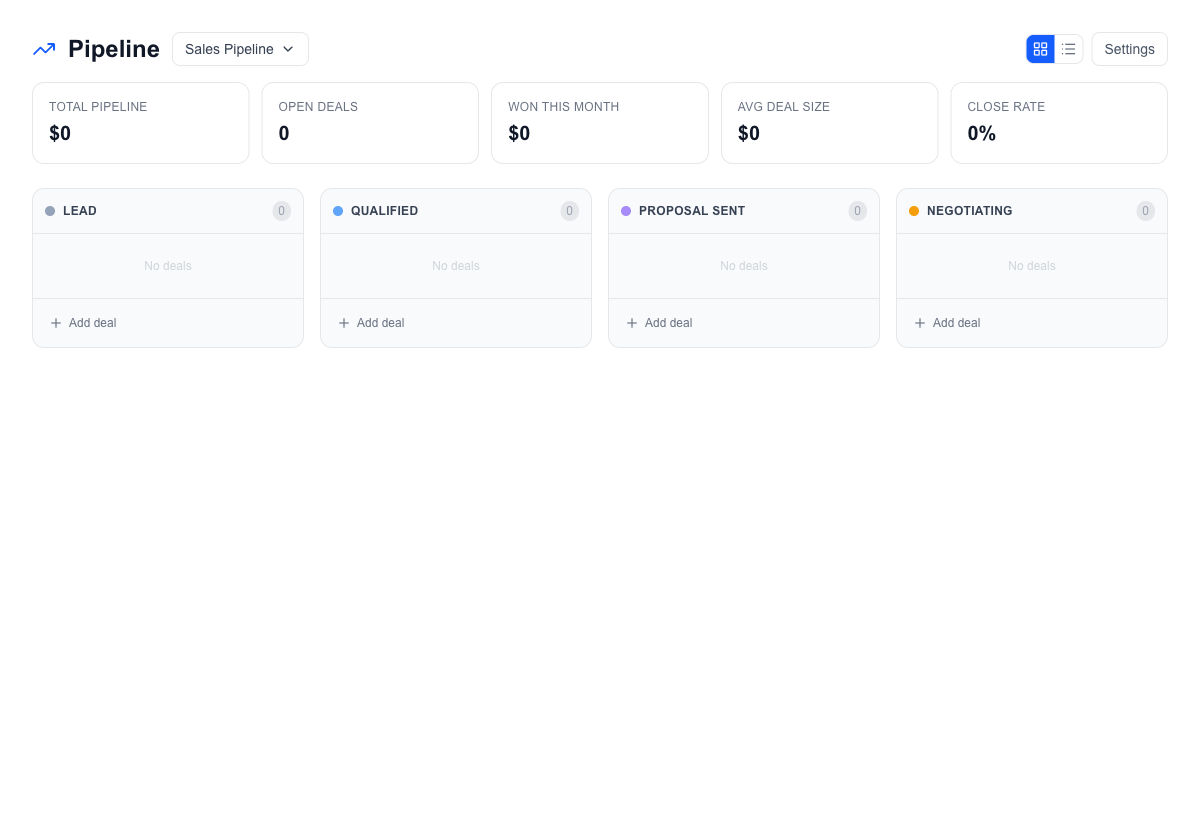 Pipeline
Sales Pipeline
Settings
TOTAL PIPELINE
$0
OPEN DEALS
0
WON THIS MONTH
$0
AVG DEAL SIZE
$0
CLOSE RATE
0%
LEAD
0
No deals
Add deal
QUALIFIED
0
No deals
Add deal
PROPOSAL SENT
0
No deals
Add deal
NEGOTIATING
0
No deals
Add deal